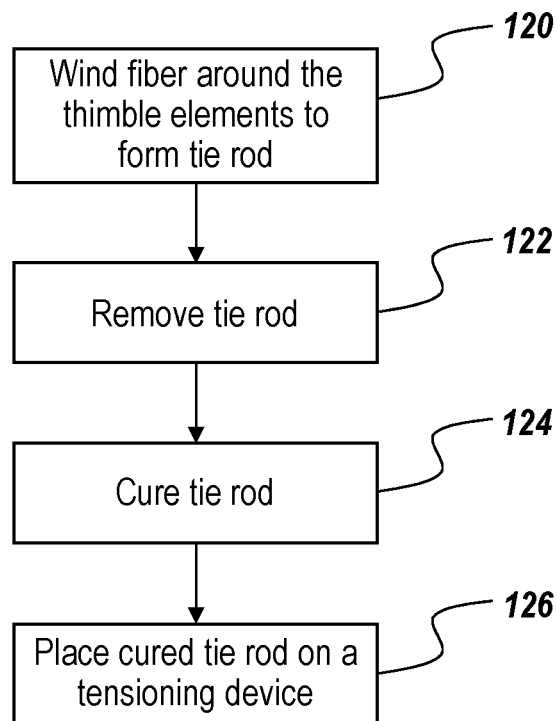 120
Wind fiber around the
thimble elements to
form tie rod
122
Remove tie rod
124
Cure tie rod
126
Place cured tie rod on a
tensioning device